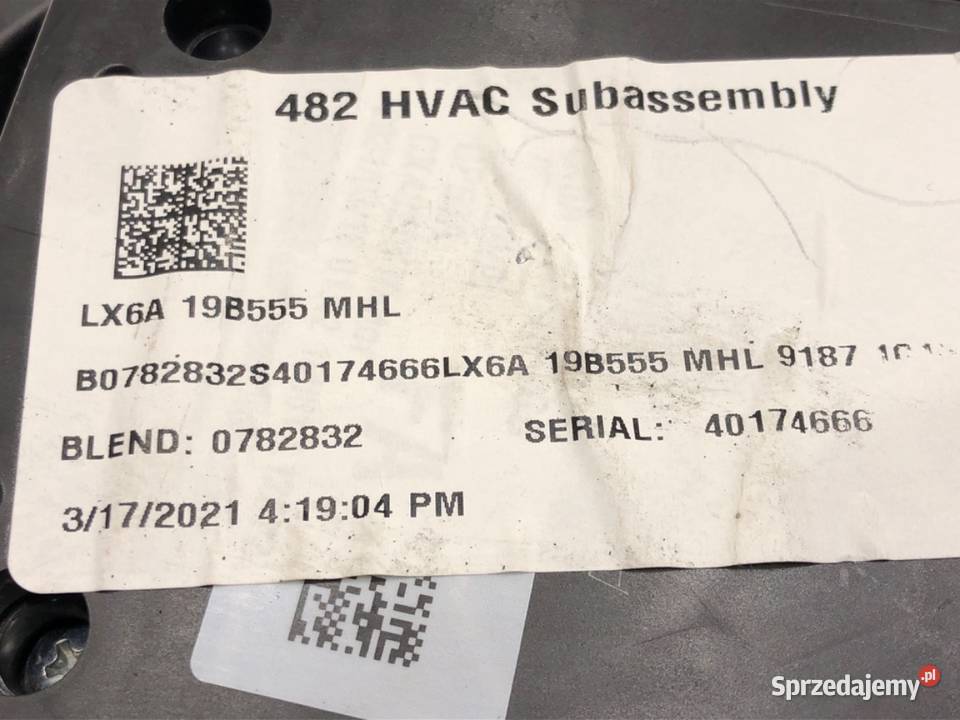 482 HVAC Subassembly
LX6A 19B555 MHL
B0782832S40174666LX6A 19B555 MHL 9187
BLEND: 0782832 SERIAL: 40174666
3/17/2021 4:19:04 PM
Sprzedajemy.pl